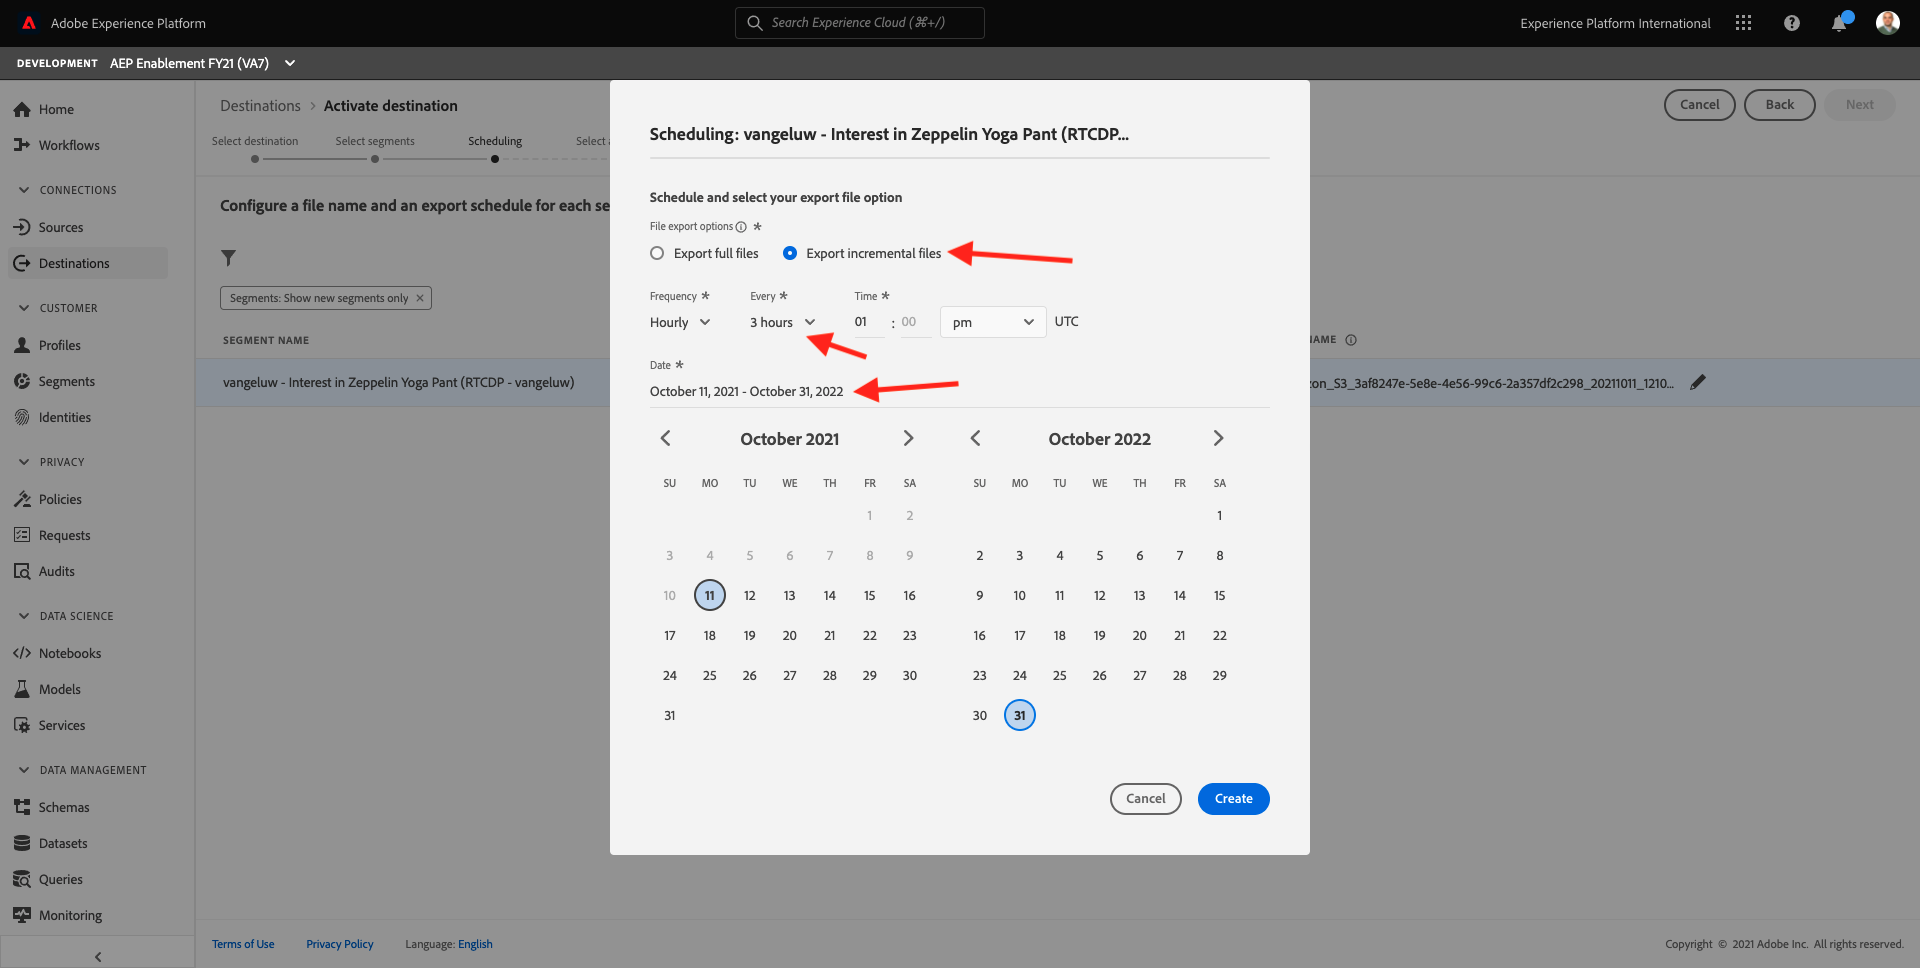 Adobe Experience Platform
Search Experience Cloud (⌘+/)
Experience Platform International
DEVELOPMENT AEP Enablement FY21 (VA7)
Home
Workflows
CONNECTIONS
Sources
Destinations
CUSTOMER
Profiles
Segments
Identities
PRIVACY
Policies
Requests
Audits
DATA SCIENCE
Notebooks
Models
Services
DATA MANAGEMENT
Schemas
Datasets
Queries
Monitoring
Destinations > Activate destination
Cancel Back Next
Select destination Select segments Scheduling Select
Configure a file name and an export schedule for each se
Segments: Show new segments only ×
SEGMENT NAME
NAME
vangeluw - Interest in Zeppelin Yoga Pant (RTCDP - vangeluw)
zon_S3_3af8247e-5e8e-4e56-99c6-2a357df2c298_20211011_1210...
Scheduling: vangeluw - Interest in Zeppelin Yoga Pant (RTCDP...
Schedule and select your export file option
File export options *
Export full files Export incremental files
Frequency * Every * Time *
Hourly 3 hours 01 : 00 pm UTC
Date *
October 11, 2021 - October 31, 2022
October 2021
SU MO TU WE TH FR SA
1 2
3 4 5 6 7 8 9
10 11 12 13 14 15 16
17 18 19 20 21 22 23
24 25 26 27 28 29 30
31
October 2022
SU MO TU WE TH FR SA
1
2 3 4 5 6 7 8
9 10 11 12 13 14 15
16 17 18 19 20 21 22
23 24 25 26 27 28 29
30 31
Cancel Create
Terms of Use Privacy Policy Language: English
Copyright © 2021 Adobe Inc. All rights reserved.